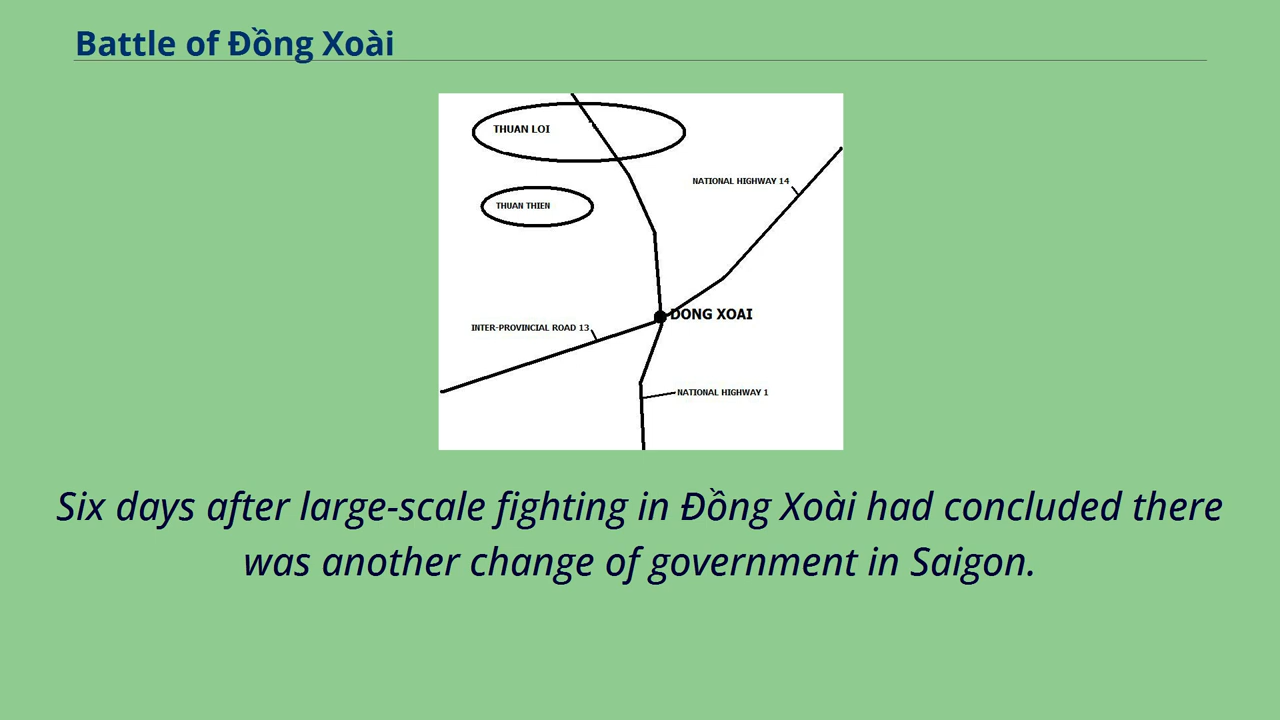 Battle of Đồng Xoài
THUAN LOI
NATIONAL HIGHWAY 14
THUAN THIEN
DONG XOAI
INTER-PROVINCIAL ROAD 13
NATIONAL HIGHWAY 1
Six days after large-scale fighting in Đồng Xoài had concluded there
was another change of government in Saigon.